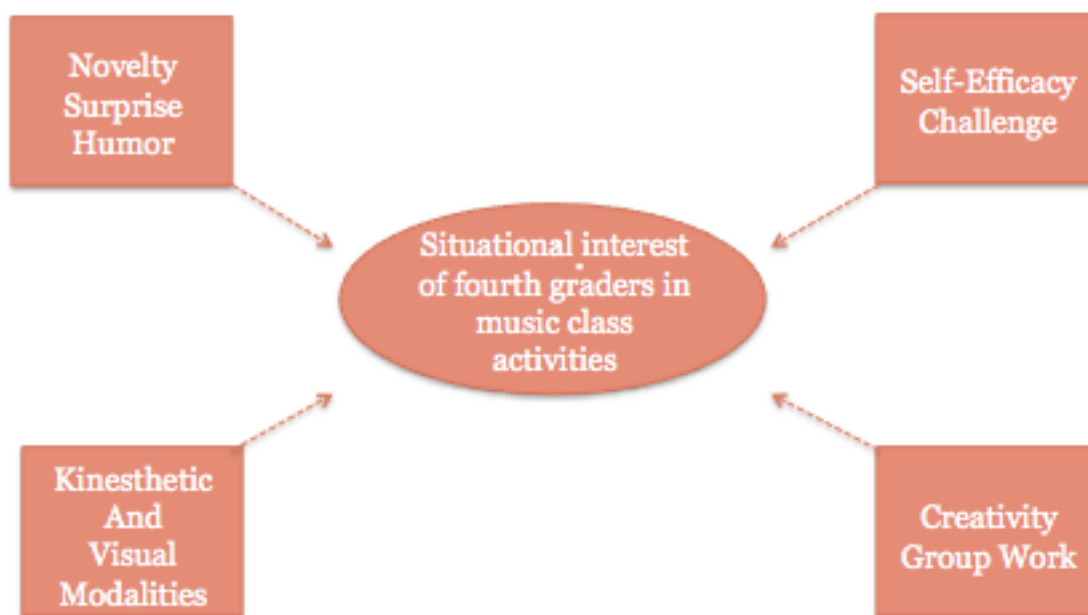 Novelty
Surprise
Humor
Self-Efficacy
Challenge
Situational interest
of fourth graders in
music class
activities
Kinesthetic
And
Visual
Modalities
Creativity
Group Work